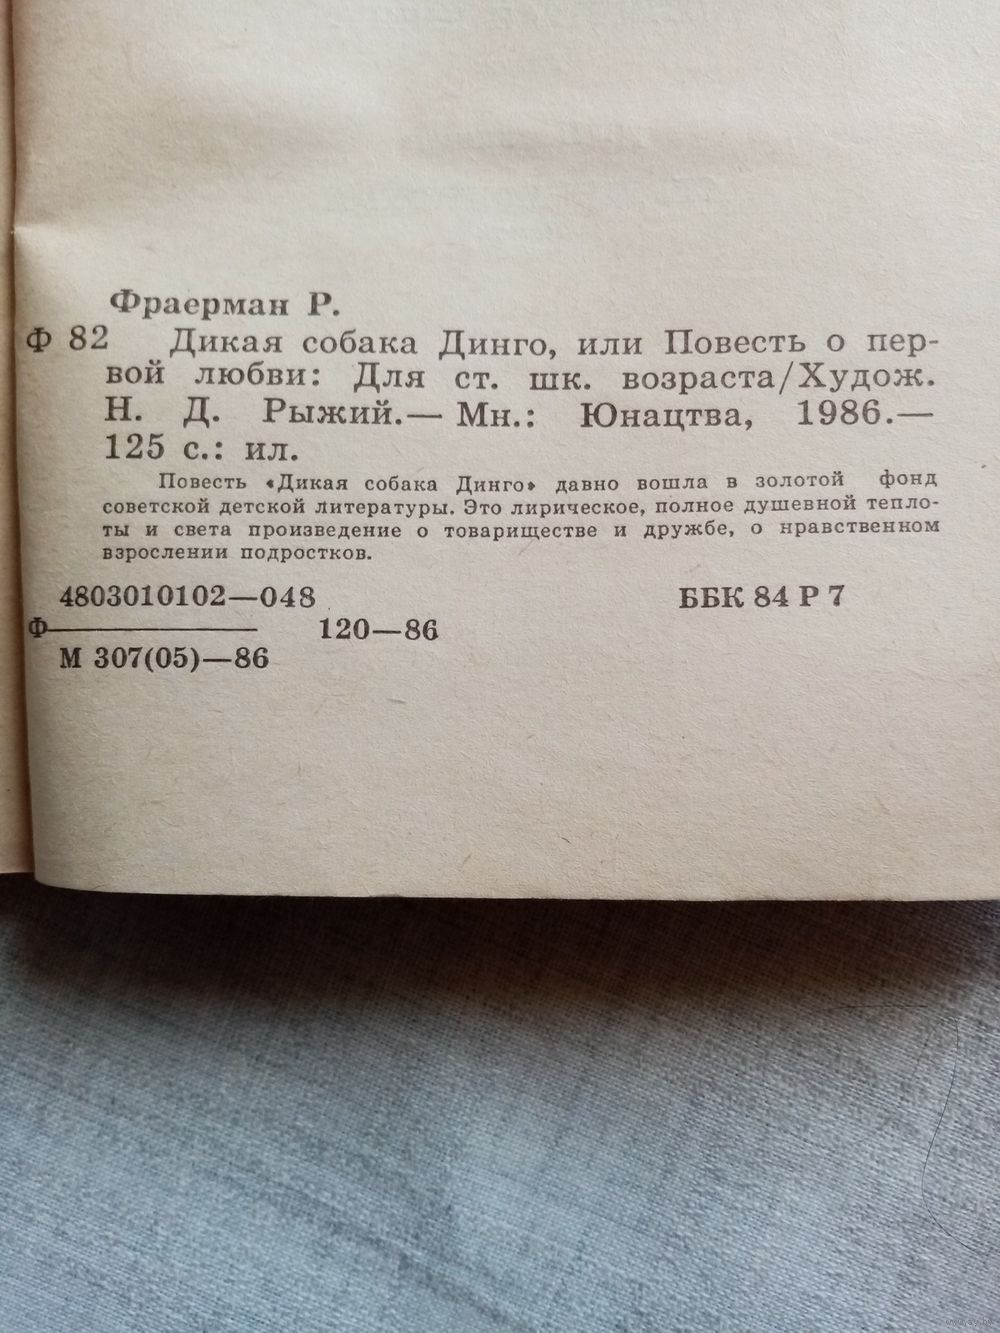 Фраерман Р.
Ф 82 Дикая собака Динго, или Повесть о пер-
вой любви: Для ст. шк. возраста/Худож.
Н. Д. Рыжий.— Мн.: Юнацтва, 1986.—
125 с.: ил.
Повесть «Дикая собака Динго» давно вошла в золотой фонд
советской детской литературы. Это лирическое, полное душевной тепло-
ты и света произведение о товариществе и дружбе, о нравственном
взрослении подростков.
4803010102—048 ББК 84 Р 7
Ф 120—86
М 307(05)—86